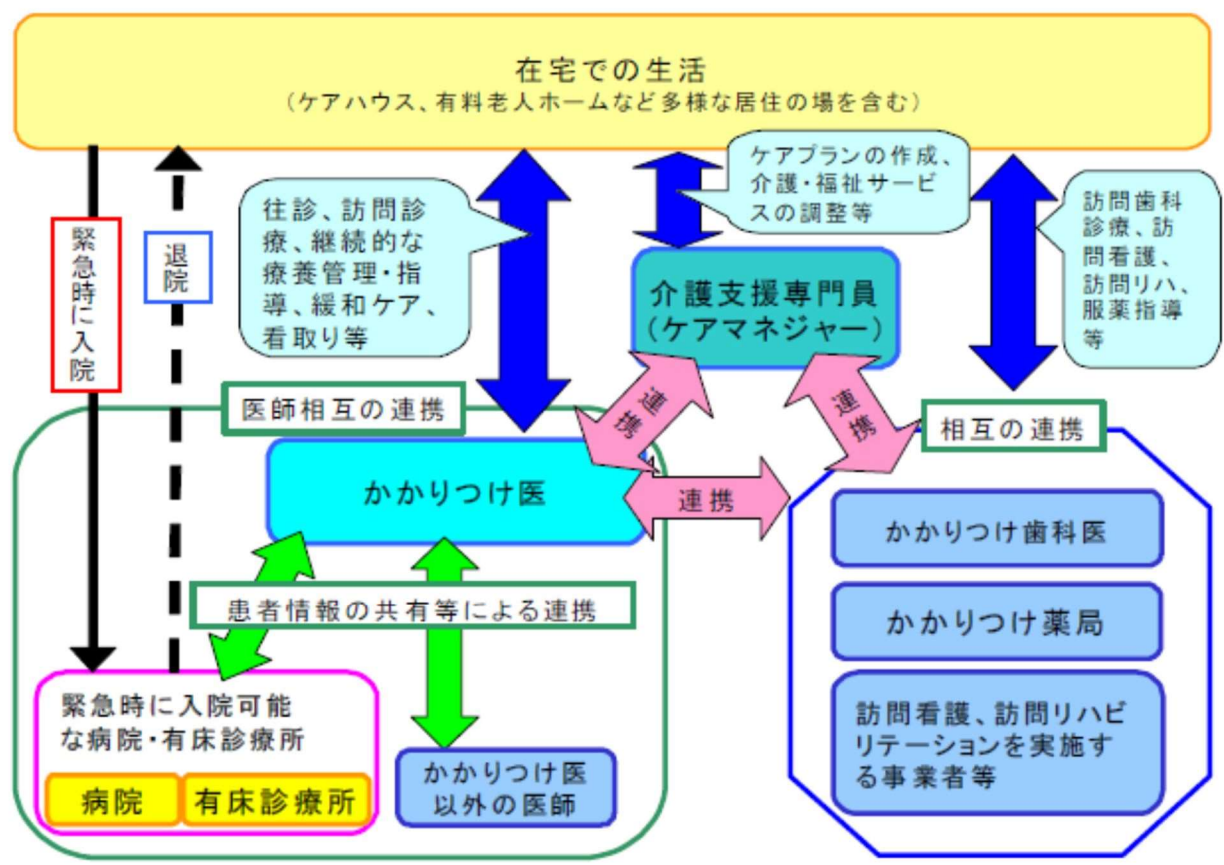 在宅での生活
（ケアハウス、有料老人ホームなど多様な居住の場を含む）
緊急時に入院
退院
往診、訪問診
療、継続的な
療養管理・指
導、緩和ケア、
看取り等
ケアプランの作成、
介護・福祉サービ
スの調整等
訪問歯科
診療、訪
問看護、
訪問リハ、
服薬指導
等
介護支援専門員
（ケアマネジャー）
連携
連携
医師相互の連携
相互の連携
かかりつけ医
連携
かかりつけ歯科医
かかりつけ薬局
訪問看護、訪問リハビ
リテーションを実施す
る事業者等
患者情報の共有等による連携
緊急時に入院可能
な病院・有床診療所
病院
有床診療所
かかりつけ医
以外の医師